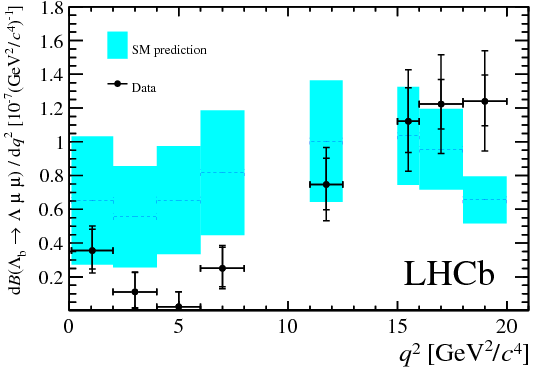 dB(Λb → Λ μ μ) / dq² [10⁻⁷(GeV²/c⁴)⁻¹]
1.8
1.6
1.4
1.2
1
0.8
0.6
0.4
0.2
SM prediction
Data
LHCb
0 5 10 15 20
q² [GeV²/c⁴]